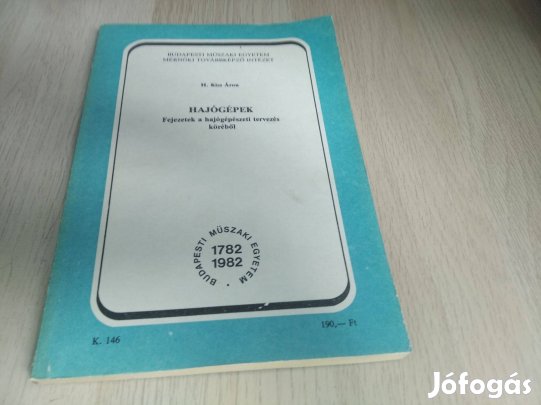 BUDAPESTI MŰSZAKI EGYETEM
MÉRNÖKI TOVÁBBKÉPZŐ INTÉZET
H. Kiss Áron
HAJÓGÉPEK
Fejezetek a hajógépészeti tervezés
köréből
BUDAPESTI MŰSZAKI EGYETEM •
1782
1982
K. 146
190,— Ft
Jófogás